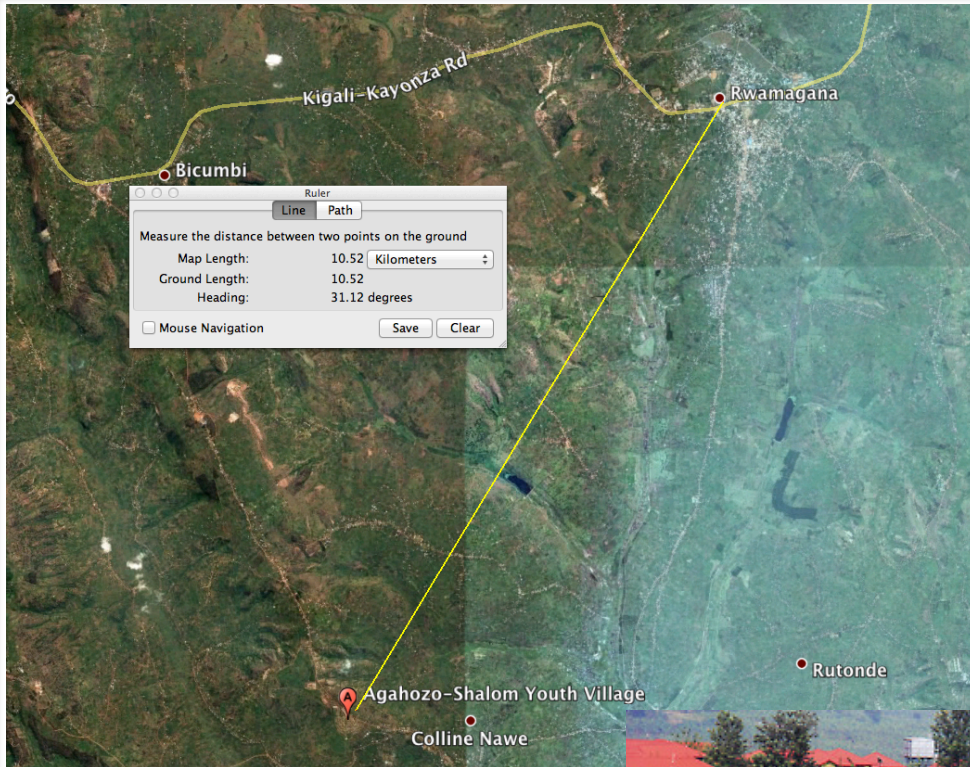 Kigali-Kayonza Rd
Rwamagana
Bicumbi
Ruler
Line Path
Measure the distance between two points on the ground
Map Length: 10.52 Kilometers
Ground Length: 10.52
Heading: 31.12 degrees
Mouse Navigation Save Clear
A
Agahozo-Shalom Youth Village
Rutonde
Colline Nawe